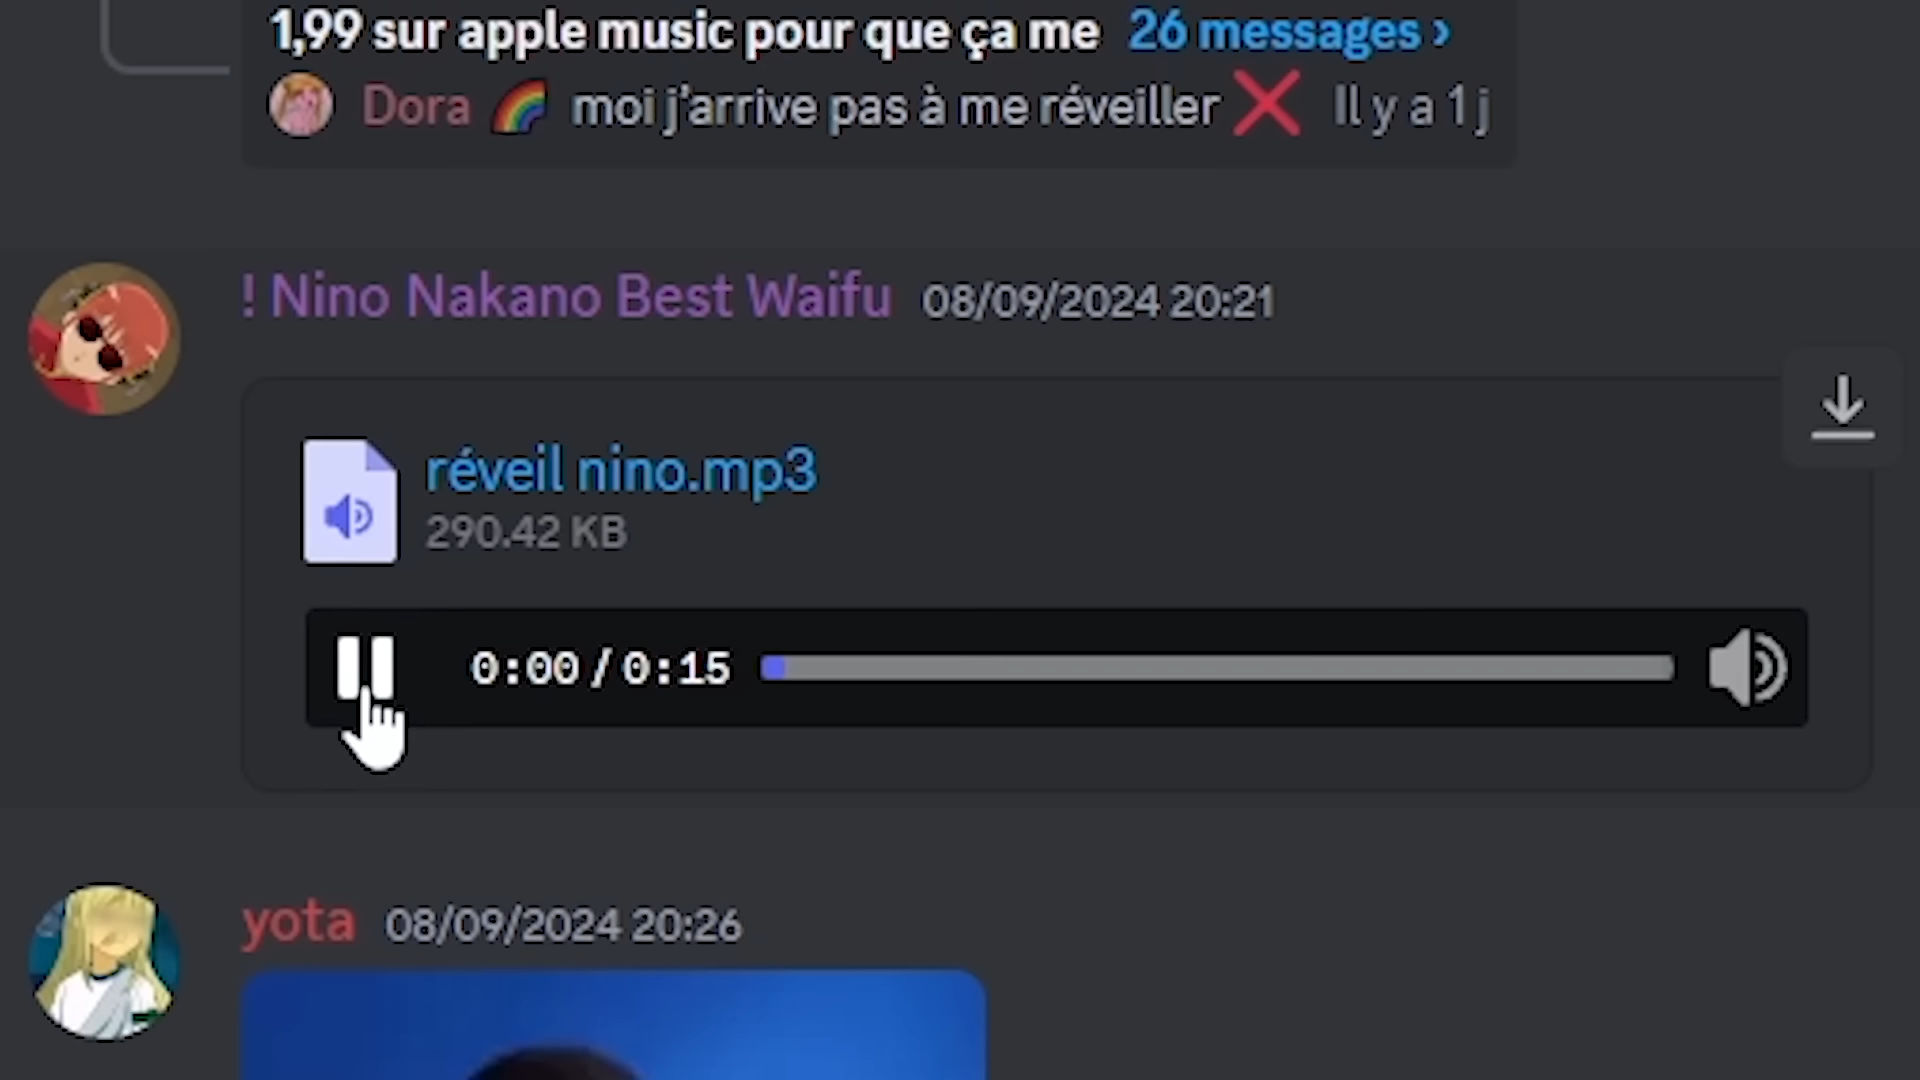 1,99 sur apple music pour que ça me 26 messages ›
Dora 🌈 moi j'arrive pas à me réveiller ❌ Il y a 1 j
! Nino Nakano Best Waifu 08/09/2024 20:21
réveil nino.mp3
290.42 KB
0:00 / 0:15
yota 08/09/2024 20:26